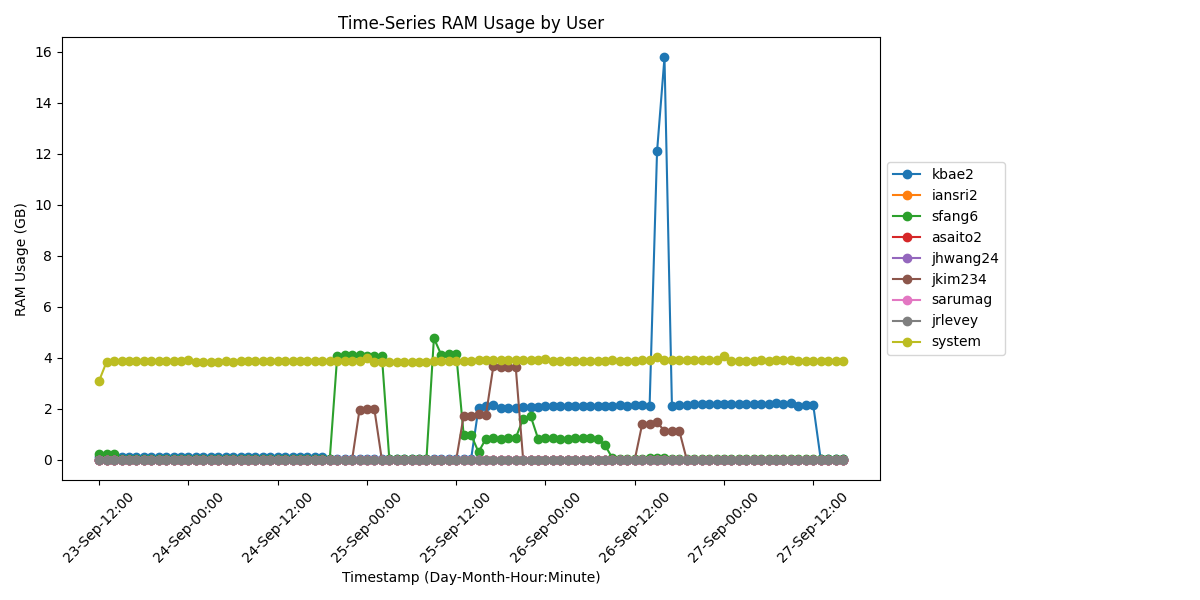 Time-Series RAM Usage by User
16
14
12
10
8
6
4
2
0
RAM Usage (GB)
23-Sep-12:00
24-Sep-00:00
24-Sep-12:00
25-Sep-00:00
25-Sep-12:00
26-Sep-00:00
26-Sep-12:00
27-Sep-00:00
27-Sep-12:00
Timestamp (Day-Month-Hour:Minute)
kbae2
iansri2
sfang6
asaito2
jhwang24
jkim234
sarumag
jrlevey
system